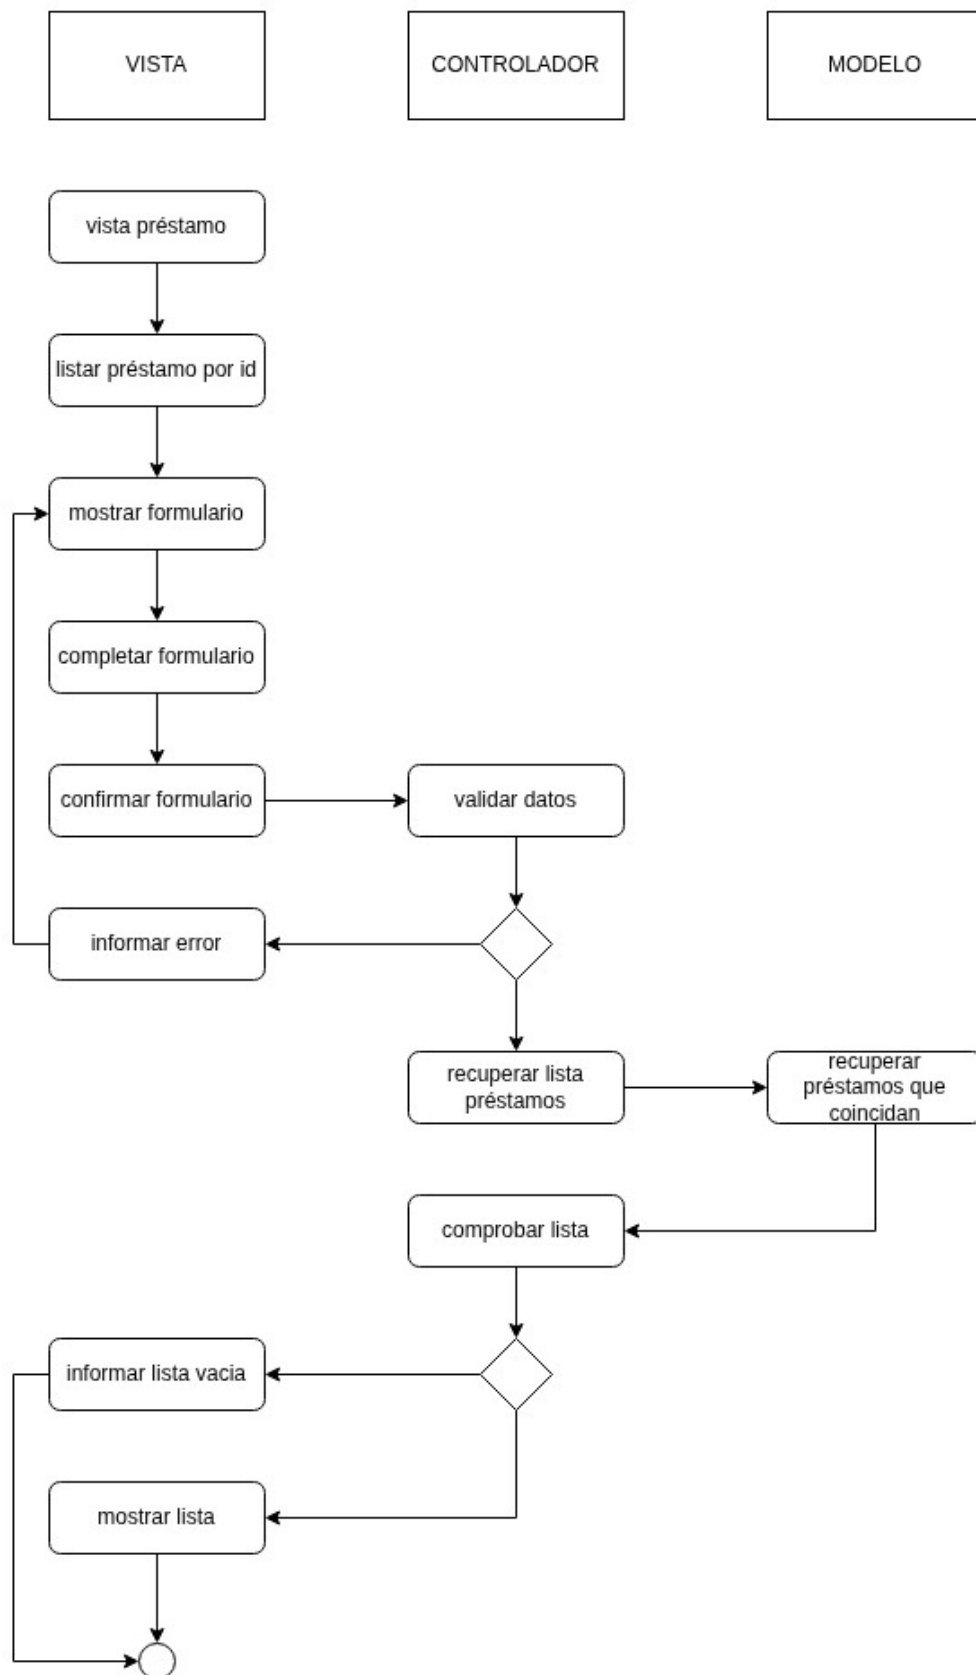 VISTA
CONTROLADOR
MODELO
vista préstamo
listar préstamo por id
mostrar formulario
completar formulario
confirmar formulario
validar datos
informar error
recuperar lista
préstamos
recuperar
préstamos que
coincidan
comprobar lista
informar lista vacia
mostrar lista